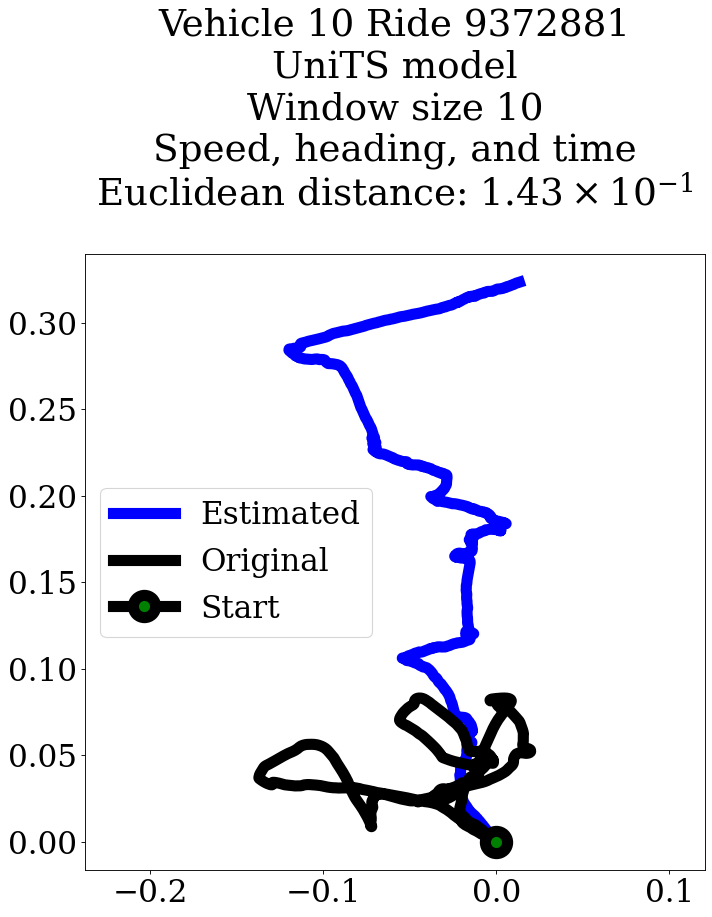 Vehicle 10 Ride 9372881
UniTS model
Window size 10
Speed, heading, and time
Euclidean distance: 1.43 × 10⁻¹
0.30
0.25
0.20
0.15
0.10
0.05
0.00
Estimated
Original
Start
−0.2 −0.1 0.0 0.1